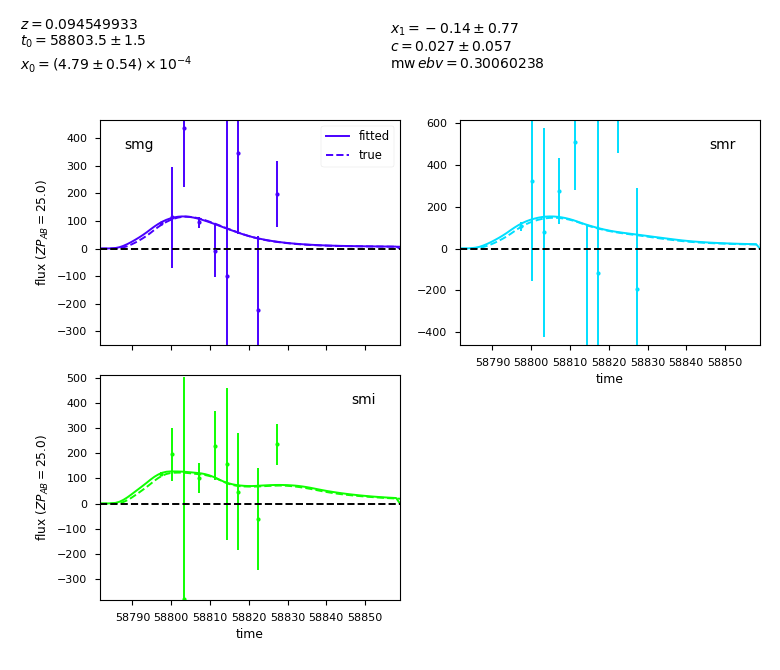 z = 0.094549933
t₀ = 58803.5 ± 1.5
x₀ = (4.79 ± 0.54) × 10⁻⁴
x₁ = −0.14 ± 0.77
c = 0.027 ± 0.057
mw ebv = 0.30060238
400
300
200
100
0
−100
−200
−300
flux (ZP_AB = 25.0)
smg
fitted
true
600
400
200
0
−200
−400
smr
58790 58800 58810 58820 58830 58840 58850
time
500
400
300
200
100
0
−100
−200
−300
flux (ZP_AB = 25.0)
smi
58790 58800 58810 58820 58830 58840 58850
time